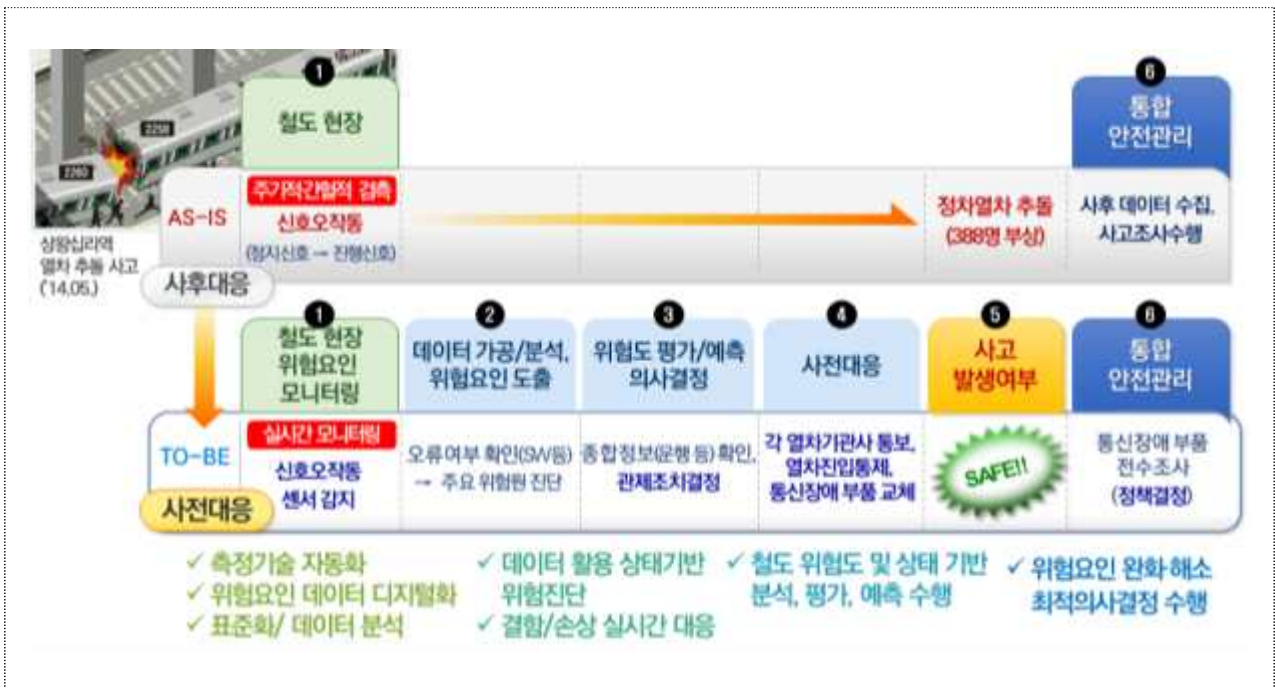 2258
2260
상왕십리역
열차 추돌 사고
('14.05.)
1
철도 현장
6
통합
안전관리
AS-IS
사후대응
주기적·간헐적 검측
신호오작동
(정지신호 → 진행신호)
정차열차 추돌
(388명 부상)
사후 데이터 수집,
사고조사수행
1
철도 현장
위험요인
모니터링
2
데이터 가공/분석,
위험요인 도출
3
위험도 평가/예측
의사결정
4
사전대응
5
사고
발생여부
6
통합
안전관리
TO-BE
사전대응
실시간 모니터링
신호오작동
센서 감지
오류여부 확인(SW등)
→ 주요 위험원 진단
종합정보(운행 등) 확인,
관제조치결정
각 열차기관사 통보,
열차진입통제,
통신장애 부품 교체
SAFE!!
통신장애 부품
전수조사
(정책결정)
✓ 측정기술 자동화
✓ 위험요인 데이터 디지털화
✓ 표준화/ 데이터 분석
✓ 데이터 활용 상태기반
위험진단
✓ 결함/손상 실시간 대응
✓ 철도 위험도 및 상태 기반
분석, 평가, 예측 수행
✓ 위험요인 완화 해소
최적의사결정 수행